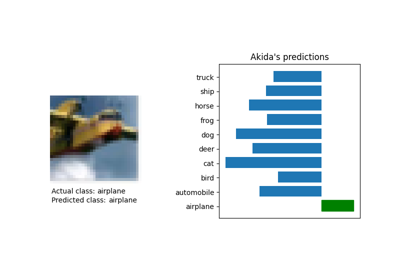 Akida's predictions
truck
ship
horse
frog
dog
deer
cat
bird
automobile
airplane
Actual class: airplane
Predicted class: airplane